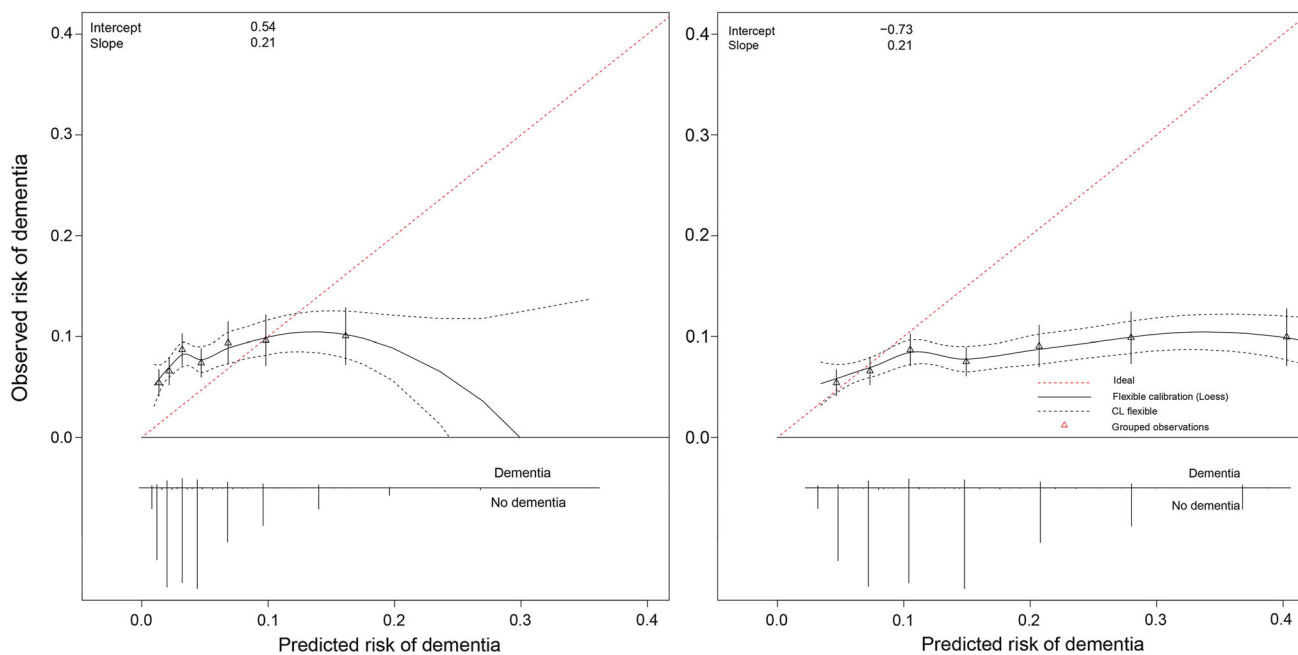 Observed risk of dementia
Intercept 0.54
Slope 0.21
0.4
0.3
0.2
0.1
0.0
Dementia
No dementia
0.0 0.1 0.2 0.3 0.4
Predicted risk of dementia
Intercept −0.73
Slope 0.21
0.4
0.3
0.2
0.1
0.0
Ideal
Flexible calibration (Loess)
CL flexible
Grouped observations
Dementia
No dementia
0.0 0.1 0.2 0.3 0.4
Predicted risk of dementia